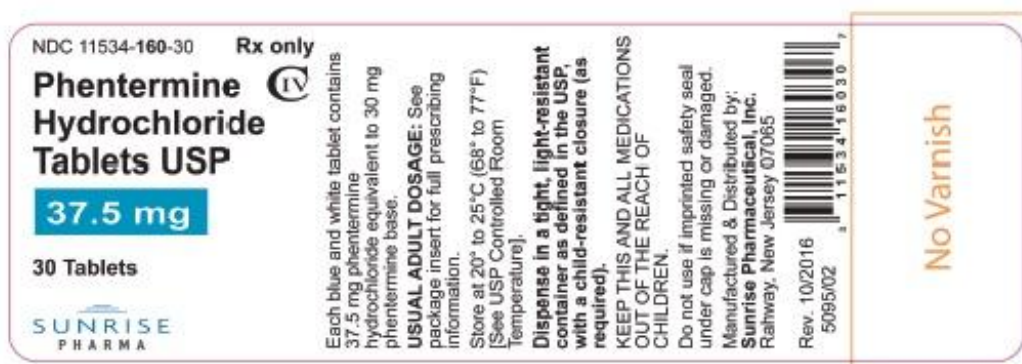 NDC 11534-160-30 Rx only
Phentermine CIV
Hydrochloride
Tablets USP
37.5 mg
30 Tablets
SUNRISE
PHARMA
Each blue and white tablet contains
37.5 mg phentermine
hydrochloride equivalent to 30 mg
phentermine base.
USUAL ADULT DOSAGE: See
package insert for full prescribing
information.
Store at 20° to 25°C (68° to 77°F)
[See USP Controlled Room
Temperature].
Dispense in a tight, light-resistant
container as defined in the USP,
with a child-resistant closure (as
required).
KEEP THIS AND ALL MEDICATIONS
OUT OF THE REACH OF
CHILDREN.
Do not use if imprinted safety seal
under cap is missing or damaged.
Manufactured & Distributed by:
Sunrise Pharmaceutical, Inc.
Rahway, New Jersey 07065
Rev. 10/2016
5095/02
3 11534 16030 7
No Varnish